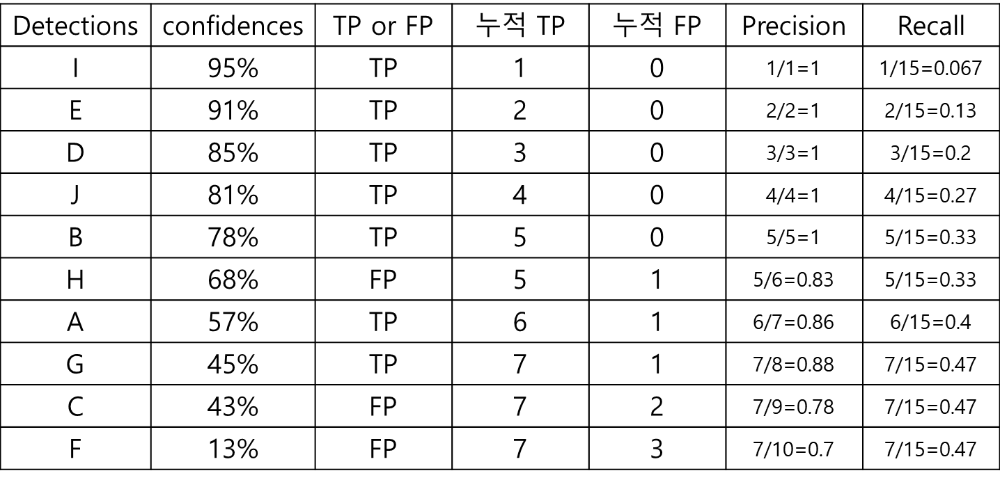 Detections confidences TP or FP 누적 TP 누적 FP Precision Recall
I 95% TP 1 0 1/1=1 1/15=0.067
E 91% TP 2 0 2/2=1 2/15=0.13
D 85% TP 3 0 3/3=1 3/15=0.2
J 81% TP 4 0 4/4=1 4/15=0.27
B 78% TP 5 0 5/5=1 5/15=0.33
H 68% FP 5 1 5/6=0.83 5/15=0.33
A 57% TP 6 1 6/7=0.86 6/15=0.4
G 45% TP 7 1 7/8=0.88 7/15=0.47
C 43% FP 7 2 7/9=0.78 7/15=0.47
F 13% FP 7 3 7/10=0.7 7/15=0.47